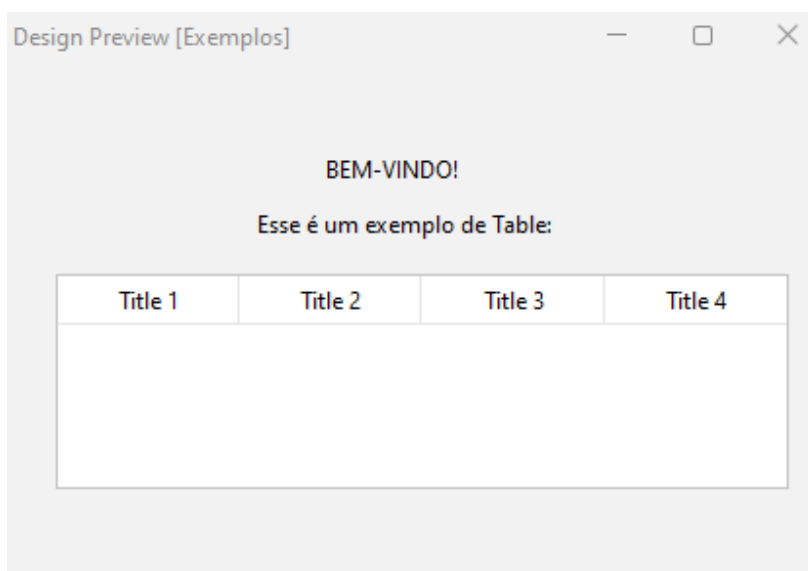 Design Preview [Exemplos]
BEM-VINDO!
Esse é um exemplo de Table:
Title 1 Title 2 Title 3 Title 4